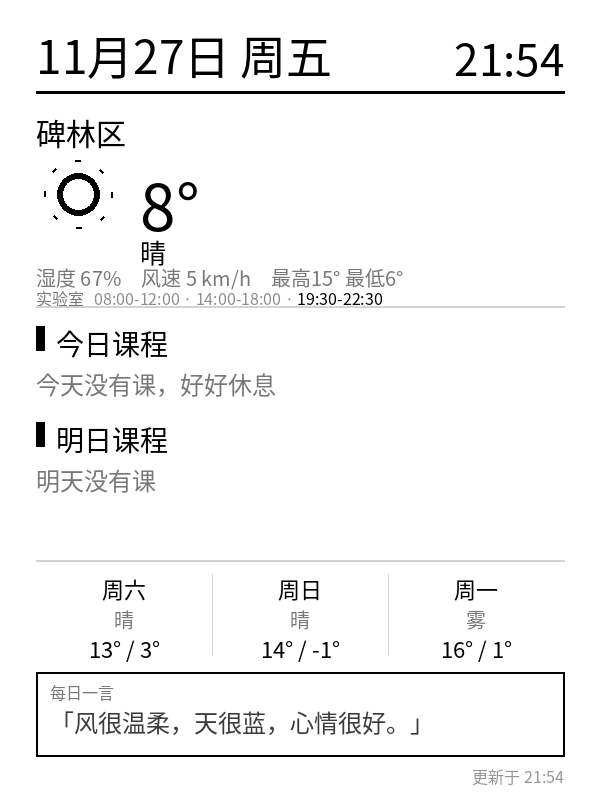 11月27日 周五 21:54
碑林区
8°
晴
湿度 67% 风速 5 km/h 最高15° 最低6°
实验室 08:00-12:00 · 14:00-18:00 · 19:30-22:30
今日课程
今天没有课，好好休息
明日课程
明天没有课
周六 周日 周一
晴 晴 雾
13° / 3° 14° / -1° 16° / 1°
每日一言
「风很温柔，天很蓝，心情很好。」
更新于 21:54